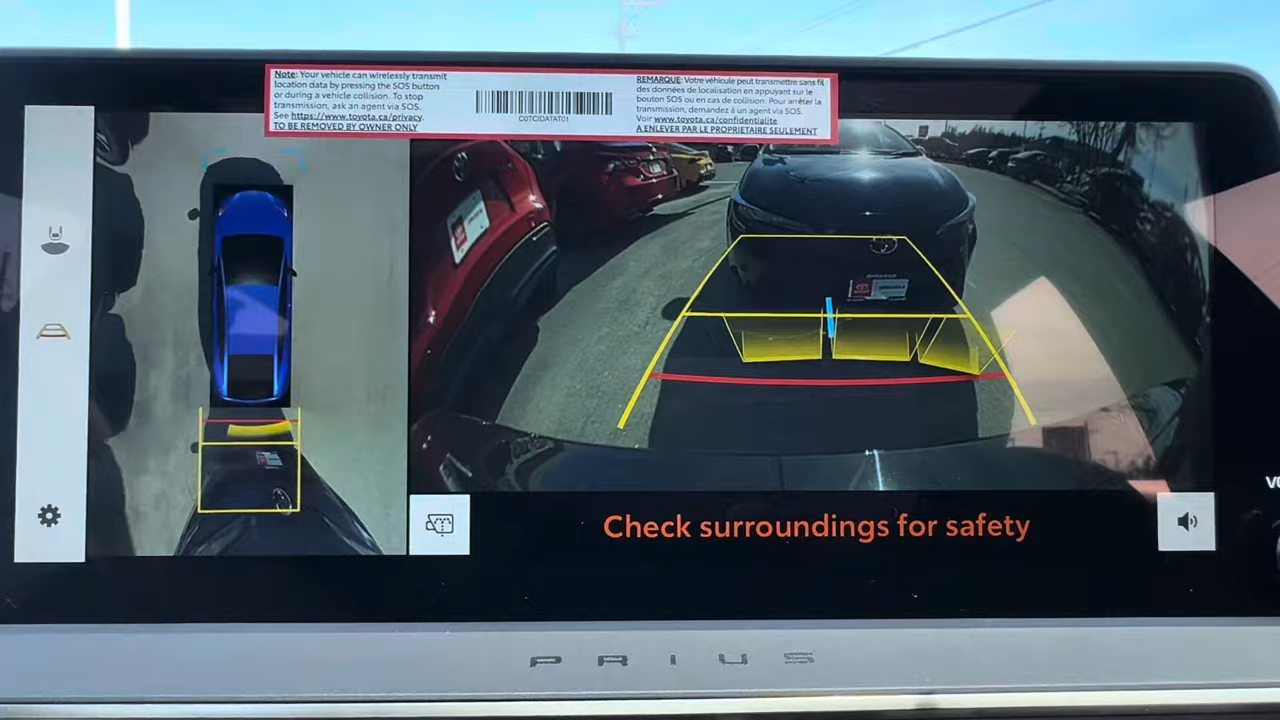 Note: Your vehicle can wirelessly transmit
location data by pressing the SOS button
or during a vehicle collision. To stop
transmission, ask an agent via SOS.
See https://www.toyota.ca/privacy.
TO BE REMOVED BY OWNER ONLY
C0TCIDATAT01
REMARQUE: Votre véhicule peut transmettre sans fil
des données de localisation en appuyant sur le
bouton SOS ou en cas de collision. Pour arrêter la
transmission, demandez à un agent via SOS.
Voir www.toyota.ca/confidentialite
A ENLEVER PAR LE PROPRIETAIRE SEULEMENT
Check surroundings for safety
VO
PRIUS